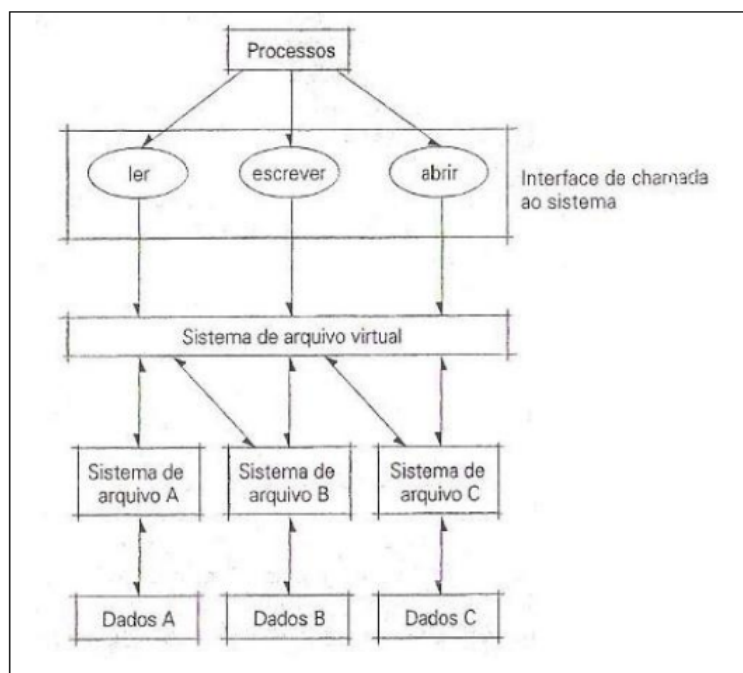 Processos
ler
escrever
abrir
Interface de chamada
ao sistema
Sistema de arquivo virtual
Sistema de
arquivo A
Sistema de
arquivo B
Sistema de
arquivo C
Dados A
Dados B
Dados C